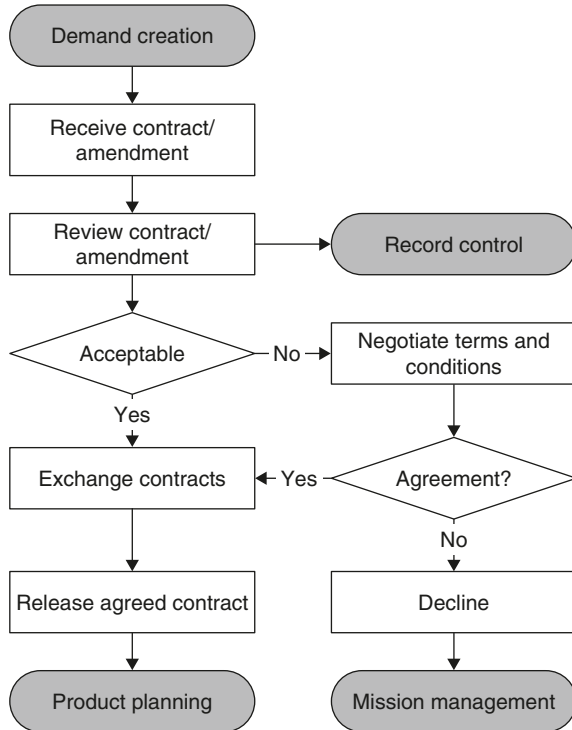 Demand creation
Receive contract/
amendment
Review contract/
amendment
Record control
Acceptable
No
Negotiate terms and
conditions
Yes
Exchange contracts
Yes
Agreement?
No
Release agreed contract
Decline
Product planning
Mission management